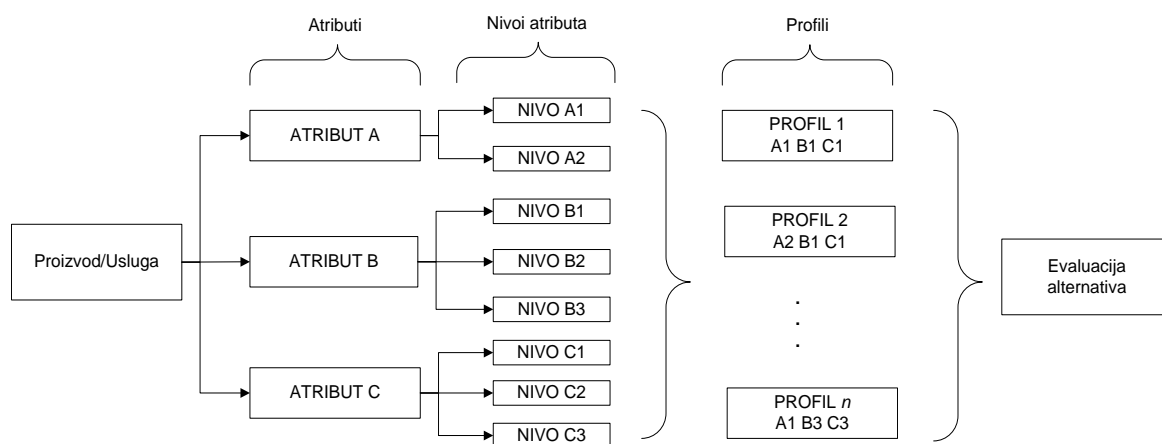 Atributi
Nivoi atributa
Profili
Proizvod/Usluga
ATRIBUT A
ATRIBUT B
ATRIBUT C
NIVO A1
NIVO A2
NIVO B1
NIVO B2
NIVO B3
NIVO C1
NIVO C2
NIVO C3
PROFIL 1
A1 B1 C1
PROFIL 2
A2 B1 C1
.
.
.
PROFIL n
A1 B3 C3
Evaluacija
alternativa